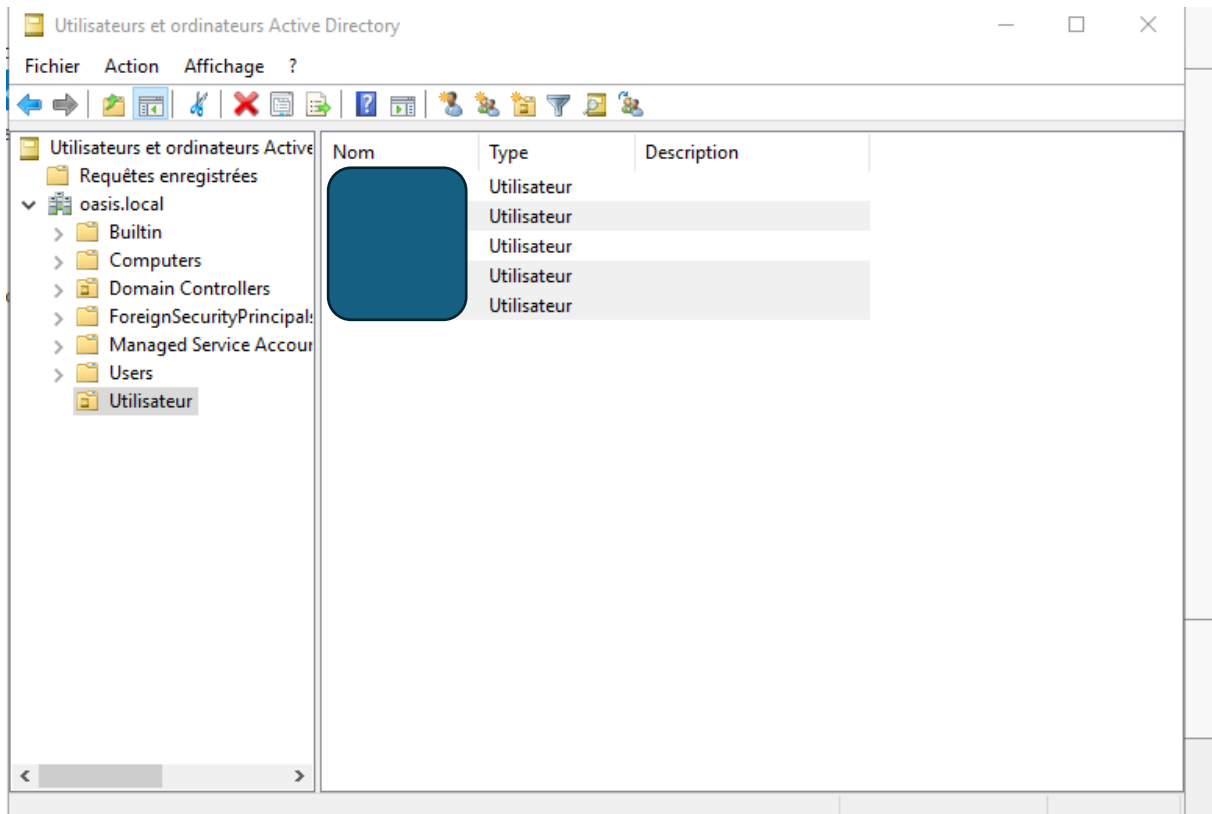 Utilisateurs et ordinateurs Active Directory
Fichier Action Affichage ?
Utilisateurs et ordinateurs Active
Requêtes enregistrées
oasis.local
Builtin
Computers
Domain Controllers
ForeignSecurityPrincipals
Managed Service Accour
Users
Utilisateur
Nom Type Description
Utilisateur
Utilisateur
Utilisateur
Utilisateur
Utilisateur